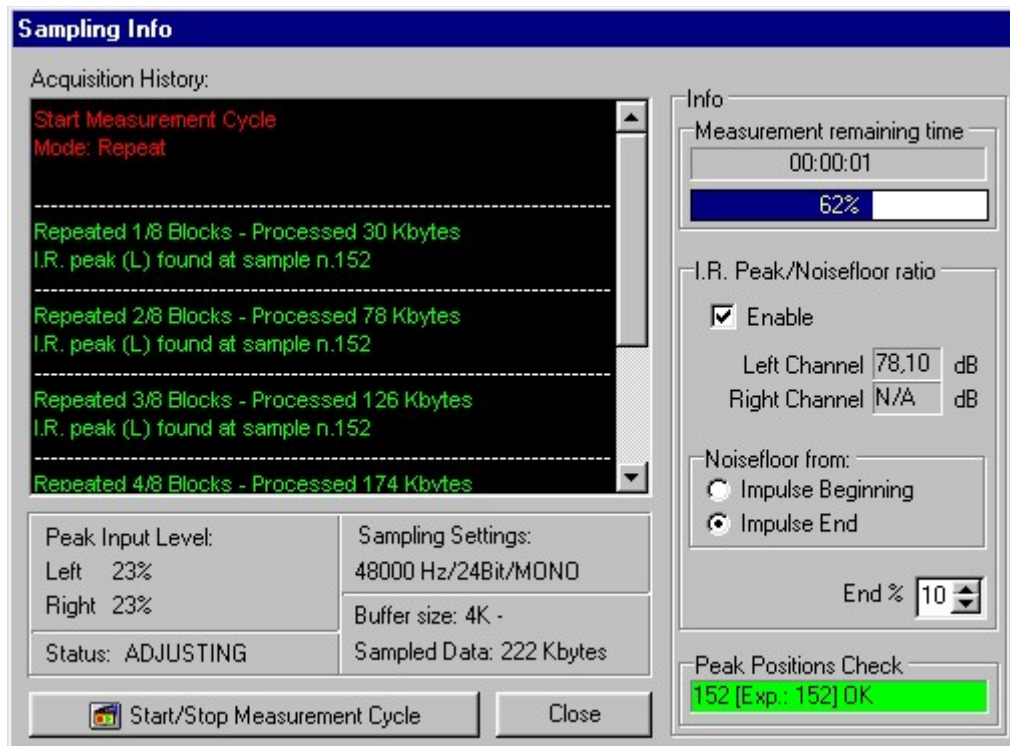 Sampling Info
Acquisition History:
Start Measurement Cycle
Mode: Repeat
--------------------------------------------------------------------------------
Repeated 1/8 Blocks - Processed 30 Kbytes
I.R. peak (L) found at sample n.152
--------------------------------------------------------------------------------
Repeated 2/8 Blocks - Processed 78 Kbytes
I.R. peak (L) found at sample n.152
--------------------------------------------------------------------------------
Repeated 3/8 Blocks - Processed 126 Kbytes
I.R. peak (L) found at sample n.152
--------------------------------------------------------------------------------
Repeated 4/8 Blocks - Processed 174 Kbytes
Peak Input Level:
Left 23%
Right 23%
Status: ADJUSTING
Sampling Settings:
48000 Hz/24Bit/MONO
Buffer size: 4K -
Sampled Data: 222 Kbytes
Start/Stop Measurement Cycle
Close
Info
Measurement remaining time
00:00:01
62%
I.R. Peak/Noisefloor ratio
Enable
Left Channel 78,10 dB
Right Channel N/A dB
Noisefloor from:
Impulse Beginning
Impulse End
End % 10
Peak Positions Check
152 [Exp.: 152] OK